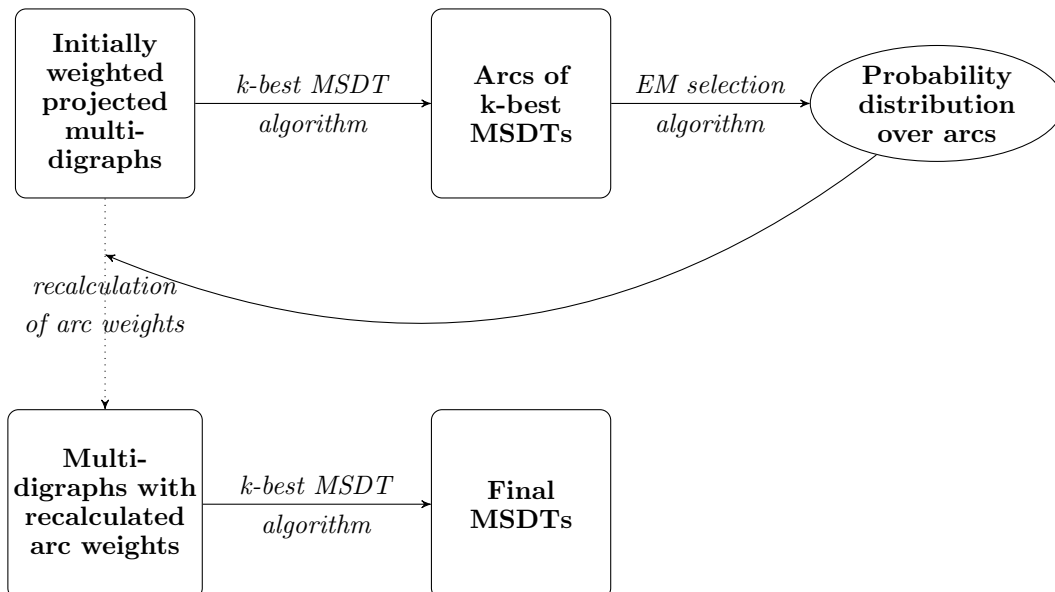 Initially
weighted
projected
multi-
digraphs
k-best MSDT
algorithm
Arcs of
k-best
MSDTs
EM selection
algorithm
Probability
distribution
over arcs
recalculation
of arc weights
Multi-
digraphs with
recalculated
arc weights
k-best MSDT
algorithm
Final
MSDTs